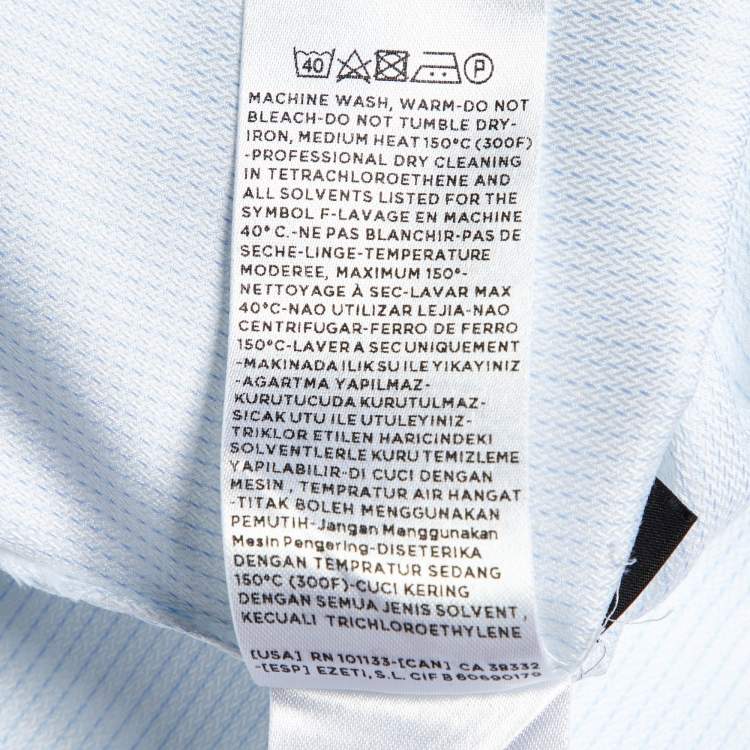 40 P
MACHINE WASH, WARM-DO NOT
BLEACH-DO NOT TUMBLE DRY-
IRON, MEDIUM HEAT 150°C (300F)
-PROFESSIONAL DRY CLEANING
IN TETRACHLOROETHENE AND
ALL SOLVENTS LISTED FOR THE
SYMBOL F-LAVAGE EN MACHINE
40° C.-NE PAS BLANCHIR-PAS DE
SECHE-LINGE-TEMPERATURE
MODEREE, MAXIMUM 150°-
NETTOYAGE À SEC-LAVAR MAX
40°C-NAO UTILIZAR LEJIA-NAO
CENTRIFUGAR-FERRO DE FERRO
150°C-LAVER A SEC UNIQUEMENT
-MAKINADA ILIK SU ILE YIKAYINIZ
-AGARTMA YAPILMAZ-
KURUTUCUDA KURUTULMAZ-
SICAK UTU ILE UTULEYINIZ-
TRIKLOR ETILEN HARICINDEKI
SOLVENTLERLE KURU TEMIZLEME
YAPILABILIR-DI CUCI DENGAN
MESIN, TEMPRATUR AIR HANGAT
-TITAK BOLEH MENGGUNAKAN
PEMUTIH-Jangan Menggunakan
Mesin Pengering-DISETERIKA
DENGAN TEMPRATUR SEDANG
150°C (300F)-CUCI KERING
DENGAN SEMUA JENIS SOLVENT,
KECUALI TRICHLOROETHYLENE
[USA] RN 101133-[CAN] CA 38332
-[ESP] EZETI, S.L. CIF B 60690179